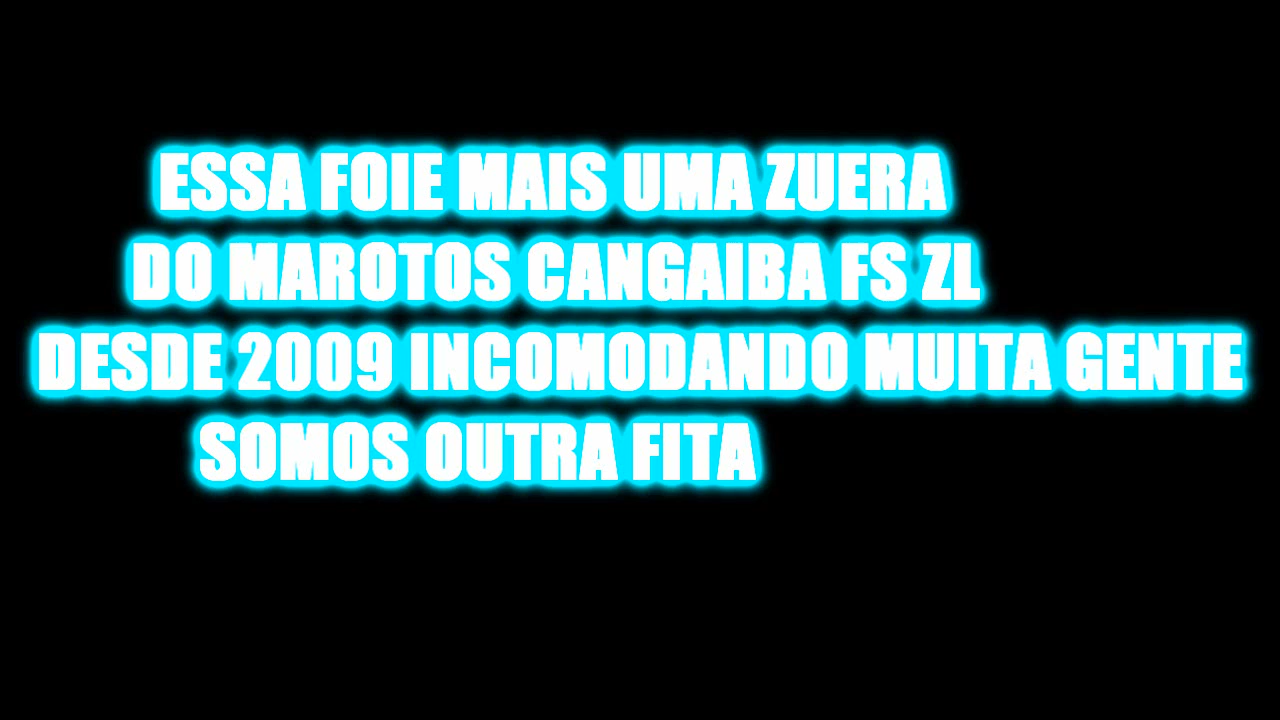 ESSA FOIE MAIS UMA ZUERA
DO MAROTOS CANGAIBA FS ZL
DESDE 2009 INCOMODANDO MUITA GENTE
SOMOS OUTRA FITA